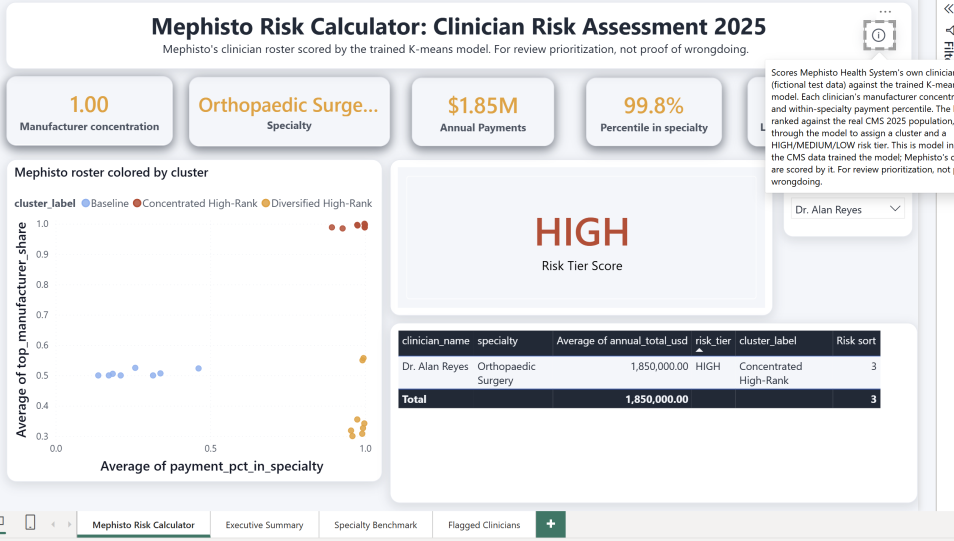 Mephisto Risk Calculator: Clinician Risk Assessment 2025
Mephisto's clinician roster scored by the trained K-means model. For review prioritization, not proof of wrongdoing.
1.00
Manufacturer concentration
Orthopaedic Surge...
Specialty
$1.85M
Annual Payments
99.8%
Percentile in specialty
Scores Mephisto Health System's own clinician
(fictional test data) against the trained K-mean
model. Each clinician's manufacturer concentr
and within-specialty payment percentile. The
ranked against the real CMS 2025 population,
through the model to assign a cluster and a
HIGH/MEDIUM/LOW risk tier. This is model in
the CMS data trained the model; Mephisto's c
are scored by it. For review prioritization, not
wrongdoing.
Dr. Alan Reyes
Mephisto roster colored by cluster
cluster_label Baseline Concentrated High-Rank Diversified High-Rank
Average of top_manufacturer_share
1.0
0.9
0.8
0.7
0.6
0.5
0.4
0.3
0.0 0.5 1.0
Average of payment_pct_in_specialty
HIGH
Risk Tier Score
clinician_name specialty Average of annual_total_usd risk_tier cluster_label Risk sort
Dr. Alan Reyes Orthopaedic 1,850,000.00 HIGH Concentrated 3
Surgery High-Rank
Total 1,850,000.00 3
Mephisto Risk Calculator Executive Summary Specialty Benchmark Flagged Clinicians +